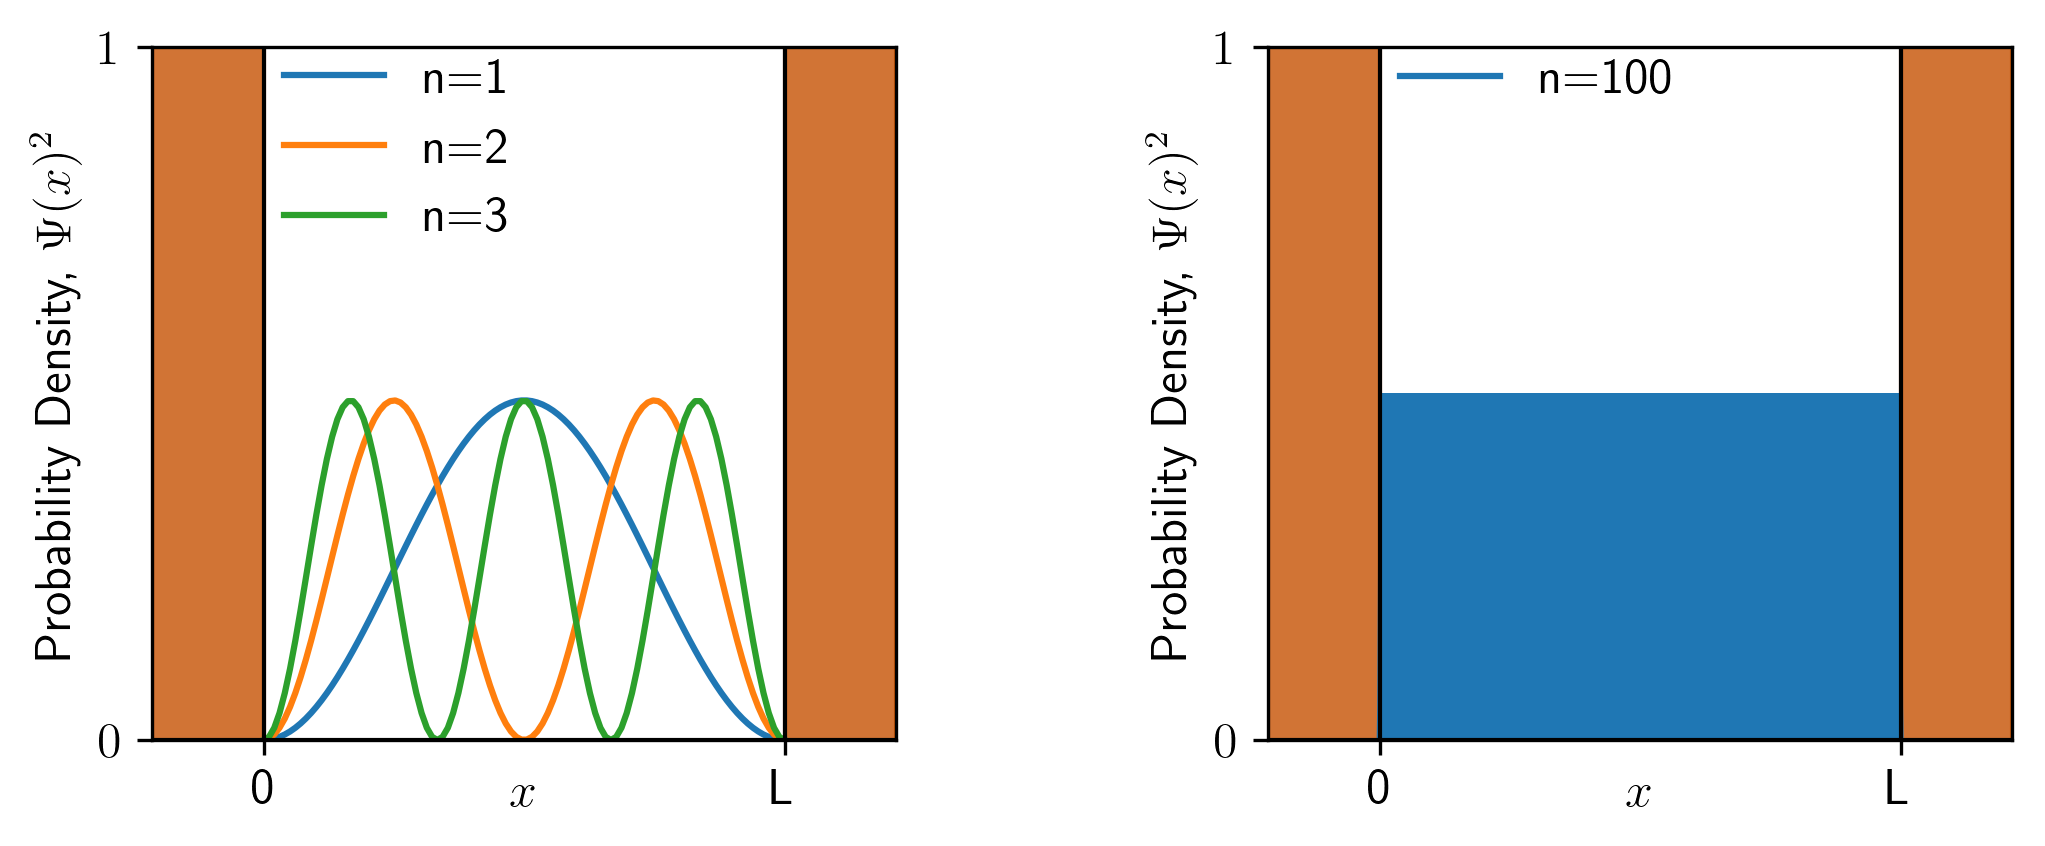 1
n=1
n=2
n=3
Probability Density, Ψ(x)²
0
0
x
L
1
n=100
Probability Density, Ψ(x)²
0
0
x
L